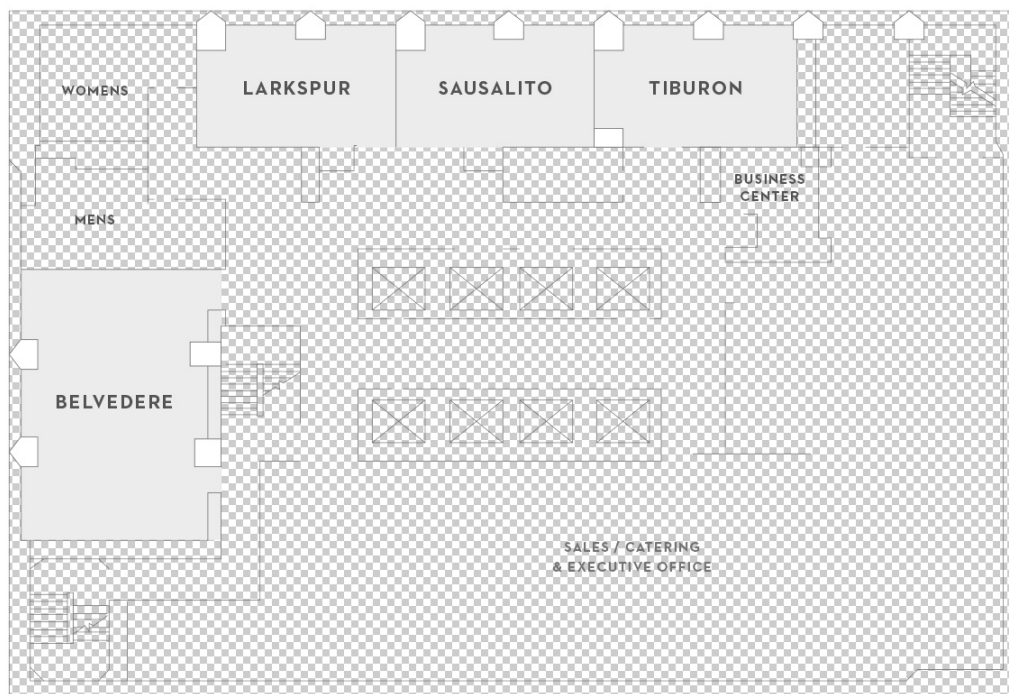 WOMENS
LARKSPUR
SAUSALITO
TIBURON
BUSINESS
CENTER
MENS
BELVEDERE
SALES / CATERING
& EXECUTIVE OFFICE